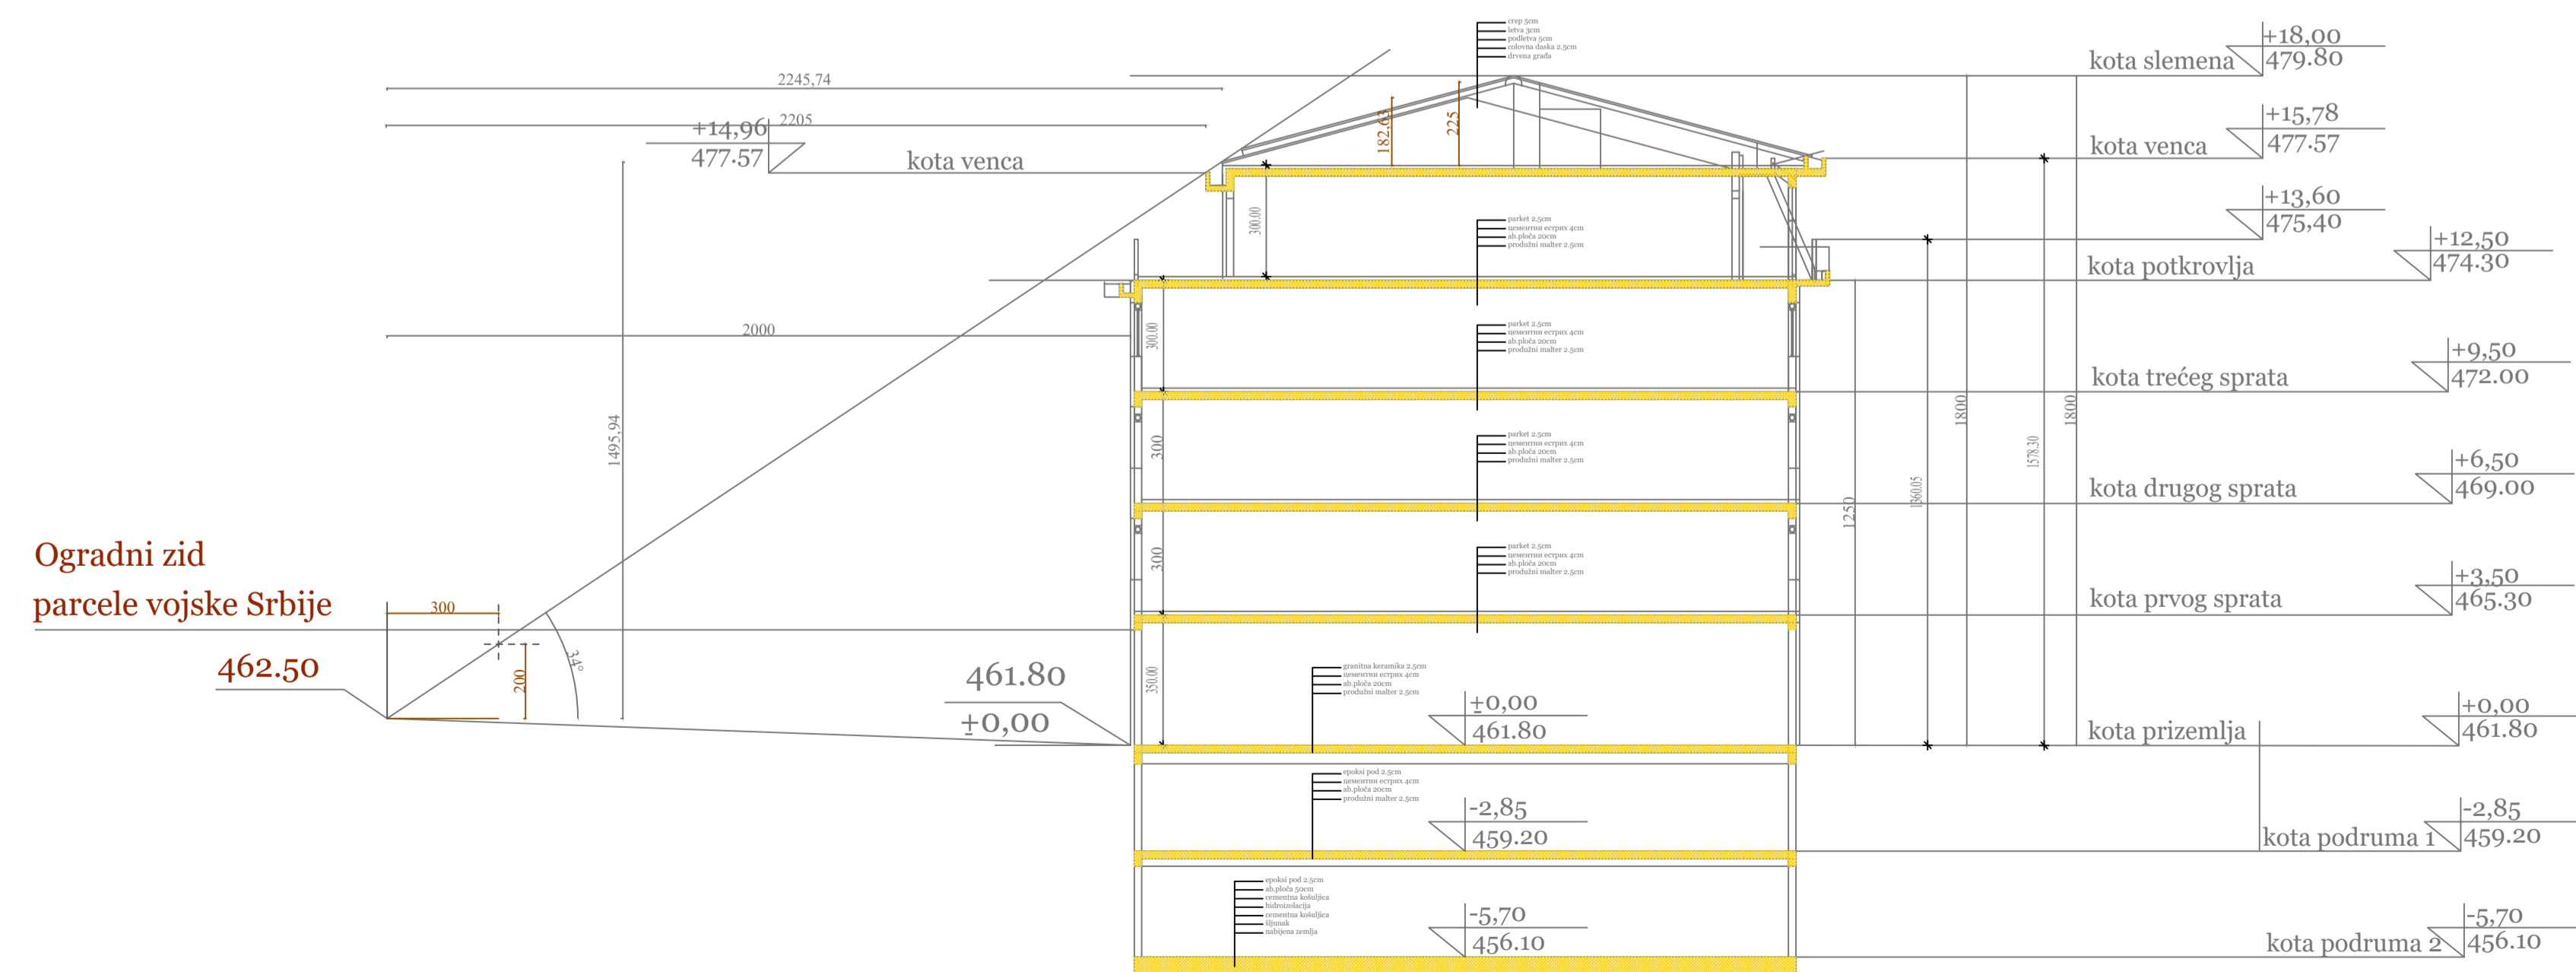 crep 5cm
letva 3cm
podletva 5cm
colovna daska 2.5cm
drvena građa
+18,00
kota slemena
479.80
2245,74
+15,78
kota venca
477.57
2205
+14,96
477.57
kota venca
182,63
225
+13,60
475,40
parket 2.5cm
цементни естрих 4cm
ab.ploča 20cm
produžni malter 2.5cm
300.00
+12,50
kota potkrovlja
474.30
2000
300.00
parket 2.5cm
цементни естрих 4cm
ab.ploča 20cm
produžni malter 2.5cm
+9,50
kota trećeg sprata
472.00
1495,94
300
parket 2.5cm
цементни естрих 4cm
ab.ploča 20cm
produžni malter 2.5cm
1250
1360.05
1800
1578.30
1800
+6,50
kota drugog sprata
469.00
Ogradni zid
parcele vojske Srbije
300
300
parket 2.5cm
цементни естрих 4cm
ab.ploča 20cm
produžni malter 2.5cm
+3,50
kota prvog sprata
465.30
462.50
200
34°
461.80
±0,00
350.00
granitna keramika 2,5cm
цементни естрих 4cm
ab.ploča 20cm
produžni malter 2.5cm
±0,00
461.80
+0,00
kota prizemlja
461.80
epoksi pod 2.5cm
цементни естрих 4cm
ab.ploča 20cm
produžni malter 2.5cm
-2,85
459.20
-2,85
kota podruma 1
459.20
epoksi pod 2.5cm
ab.ploča 50cm
cementna košuljica
hidroizolacija
cementna košuljica
šljunak
nabijena zemlja
-5,70
456.10
-5,70
kota podruma 2
456.10